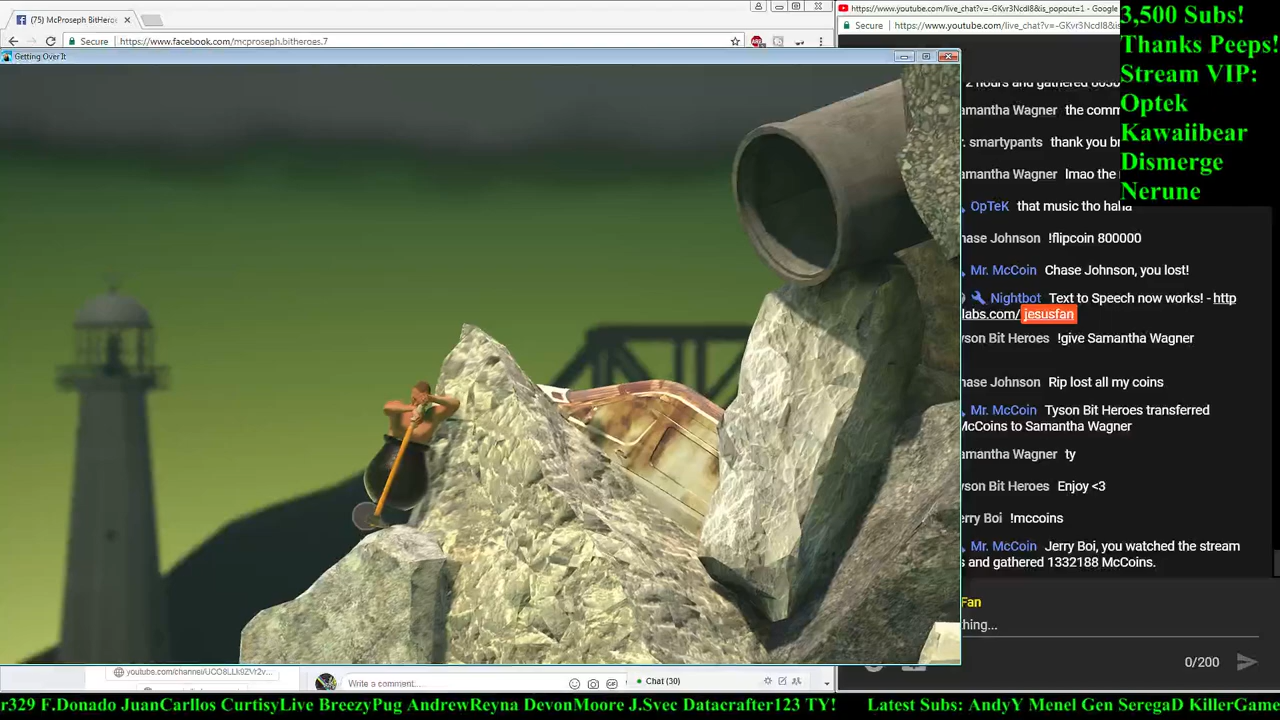 (75) McProseph BitHeroe
Secure
https://www.facebook.com/mcproseph.bitheroes.7
https://www.youtube.com/live_chat?v=-GKvr3Ncdl8&is_popout=1 - Google
Secure
https://www.youtube.com/live_chat?v=-GKvr3Ncdl8&is_p
Getting Over It
3,500 Subs!
Thanks Peeps!
Stream VIP:
Optek
Kawaiibear
Dismerge
Nerune
2 hours and gathered
amantha Wagner the comm
r. smartypants thank you br
amantha Wagner lmao the
OpTeK that music tho haha
hase Johnson !flipcoin 800000
Mr. McCoin Chase Johnson, you lost!
Nightbot Text to Speech now works! - http
labs.com/ jesusfan
yson Bit Heroes !give Samantha Wagner
hase Johnson Rip lost all my coins
Mr. McCoin Tyson Bit Heroes transferred
McCoins to Samantha Wagner
amantha Wagner ty
yson Bit Heroes Enjoy <3
erry Boi !mccoins
Mr. McCoin Jerry Boi, you watched the stream
s and gathered 1332188 McCoins.
Fan
hing...
0/200
Write a comment...
Chat (30)
r329 F.Donado JuanCarllos CurtisyLive BreezyPug AndrewReyna DevonMoore J.Svec Datacrafter123 TY! Latest Subs: AndyY Menel Gen SeregaD KillerGame